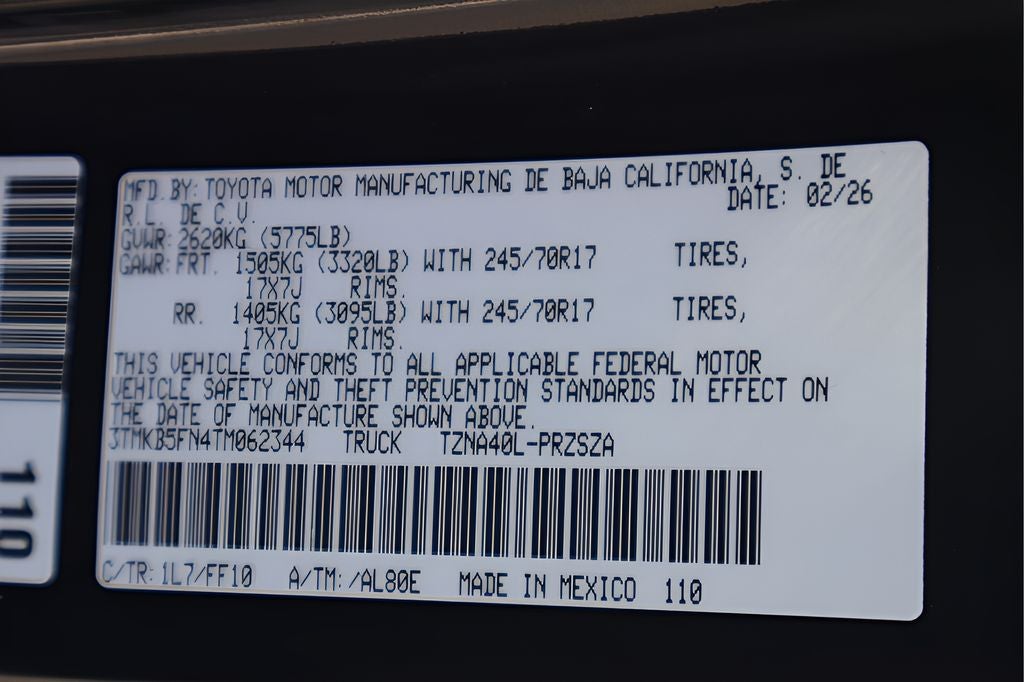 MFD.BY: TOYOTA MOTOR MANUFACTURING DE BAJA CALIFORNIA, S. DE
R.L. DE C.V. DATE: 02/26
GVWR: 2620KG (5775LB)
GAWR: FRT. 1505KG (3320LB) WITH 245/70R17 TIRES,
17X7J RIMS.
RR. 1405KG (3095LB) WITH 245/70R17 TIRES,
17X7J RIMS.
THIS VEHICLE CONFORMS TO ALL APPLICABLE FEDERAL MOTOR
VEHICLE SAFETY AND THEFT PREVENTION STANDARDS IN EFFECT ON
THE DATE OF MANUFACTURE SHOWN ABOVE.
3TMKB5FN4TM062344 TRUCK TZNA40L-PRZSZA
C/TR: 1L7/FF10 A/TM: /AL80E MADE IN MEXICO 110
110